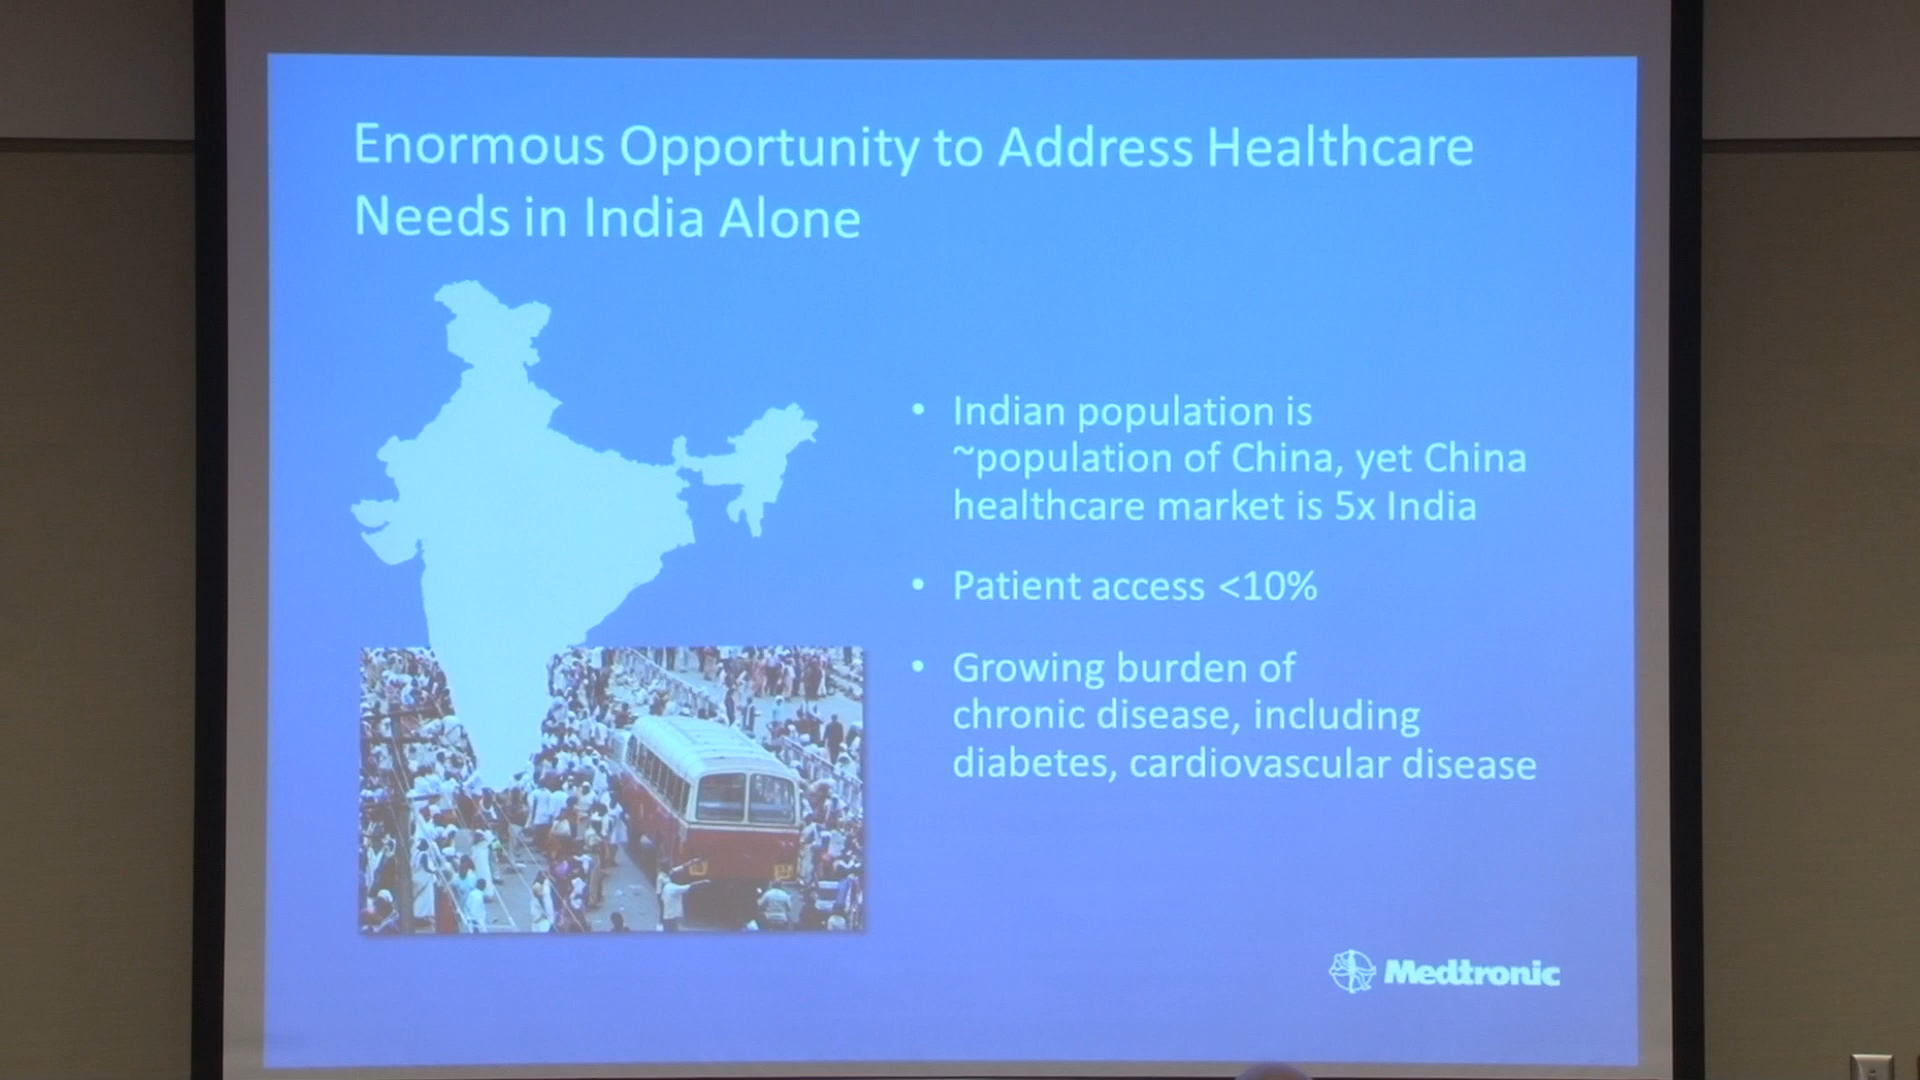 Enormous Opportunity to Address Healthcare
Needs in India Alone
• Indian population is
~population of China, yet China
healthcare market is 5x India
• Patient access <10%
• Growing burden of
chronic disease, including
diabetes, cardiovascular disease
Medtronic